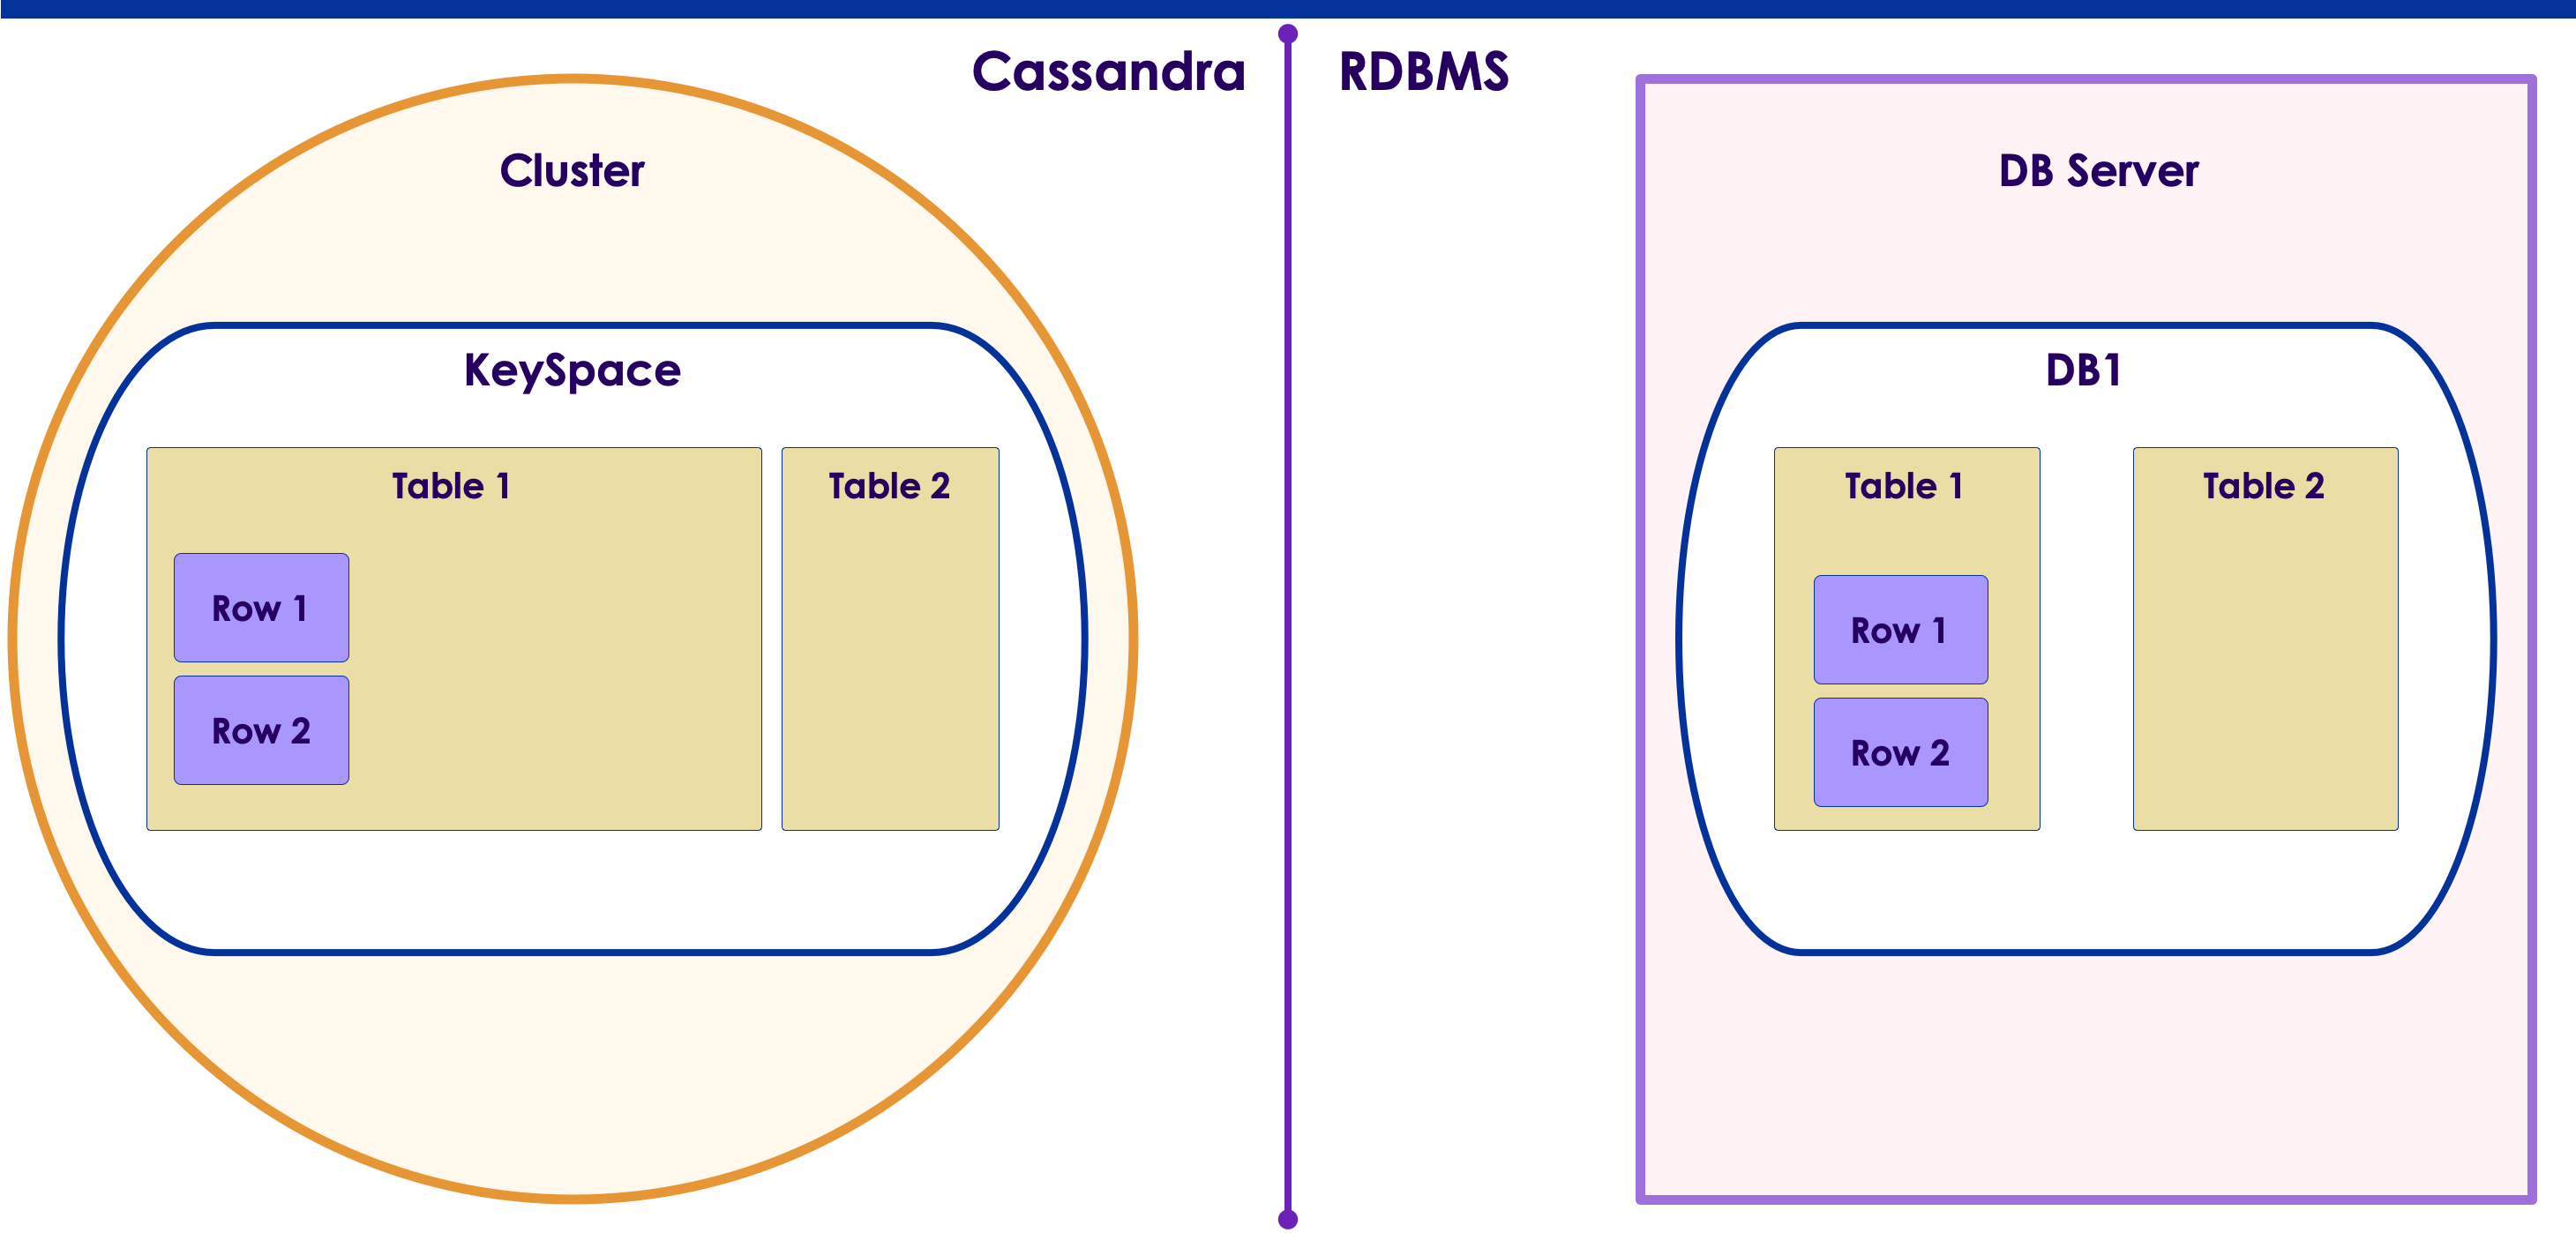 Cassandra
RDBMS
Cluster
KeySpace
Table 1
Table 2
Row 1
Row 2
DB Server
DB1
Table 1
Table 2
Row 1
Row 2